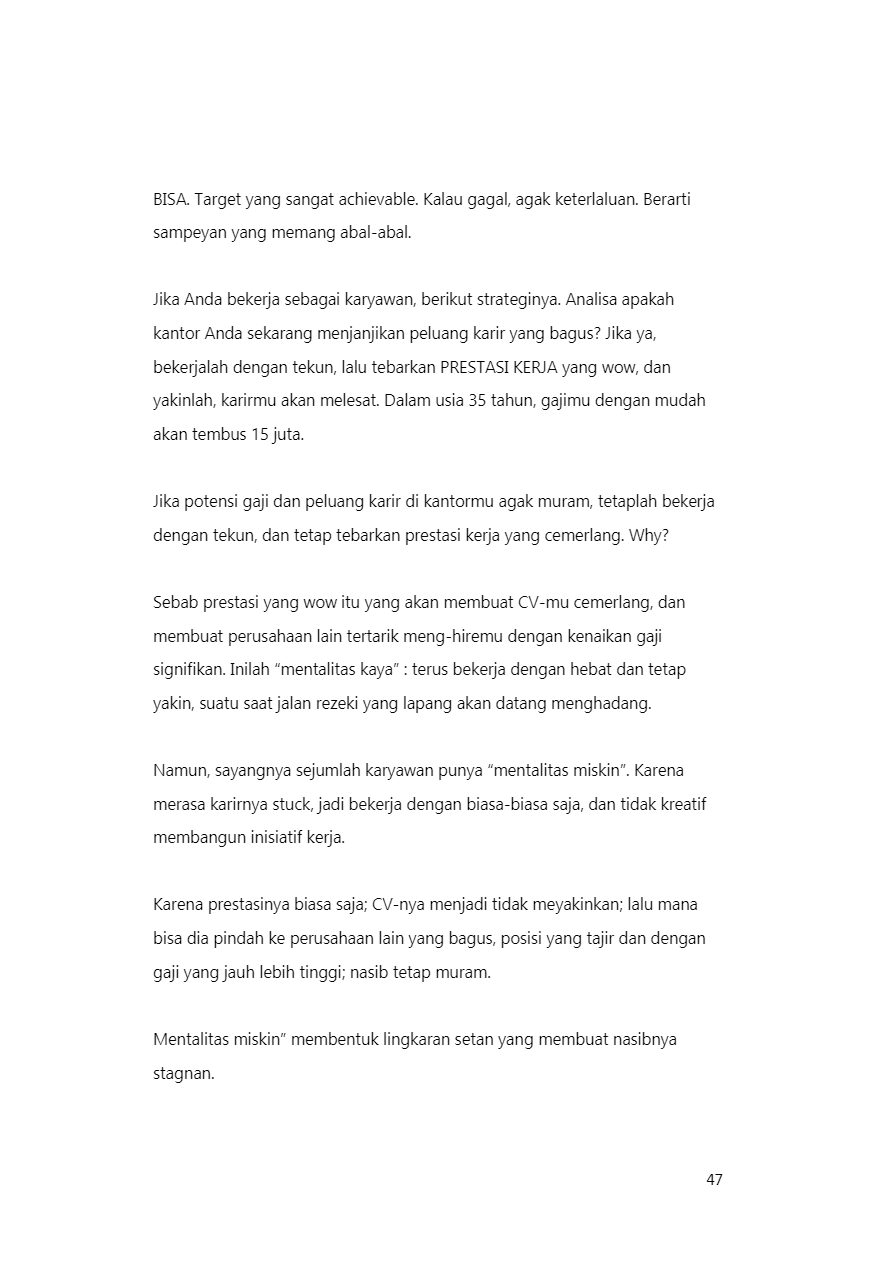 BISA. Target yang sangat achievable. Kalau gagal, agak keterlaluan. Berarti
sampeyan yang memang abal-abal.
Jika Anda bekerja sebagai karyawan, berikut strateginya. Analisa apakah
kantor Anda sekarang menjanjikan peluang karir yang bagus? Jika ya,
bekerjalah dengan tekun, lalu tebarkan PRESTASI KERJA yang wow, dan
yakinlah, karirmu akan melesat. Dalam usia 35 tahun, gajimu dengan mudah
akan tembus 15 juta.
Jika potensi gaji dan peluang karir di kantormu agak muram, tetaplah bekerja
dengan tekun, dan tetap tebarkan prestasi kerja yang cemerlang. Why?
Sebab prestasi yang wow itu yang akan membuat CV-mu cemerlang, dan
membuat perusahaan lain tertarik meng-hiremu dengan kenaikan gaji
signifikan. Inilah “mentalitas kaya” : terus bekerja dengan hebat dan tetap
yakin, suatu saat jalan rezeki yang lapang akan datang menghadang.
Namun, sayangnya sejumlah karyawan punya “mentalitas miskin”. Karena
merasa karirnya stuck, jadi bekerja dengan biasa-biasa saja, dan tidak kreatif
membangun inisiatif kerja.
Karena prestasinya biasa saja; CV-nya menjadi tidak meyakinkan; lalu mana
bisa dia pindah ke perusahaan lain yang bagus, posisi yang tajir dan dengan
gaji yang jauh lebih tinggi; nasib tetap muram.
Mentalitas miskin” membentuk lingkaran setan yang membuat nasibnya
stagnan.
47